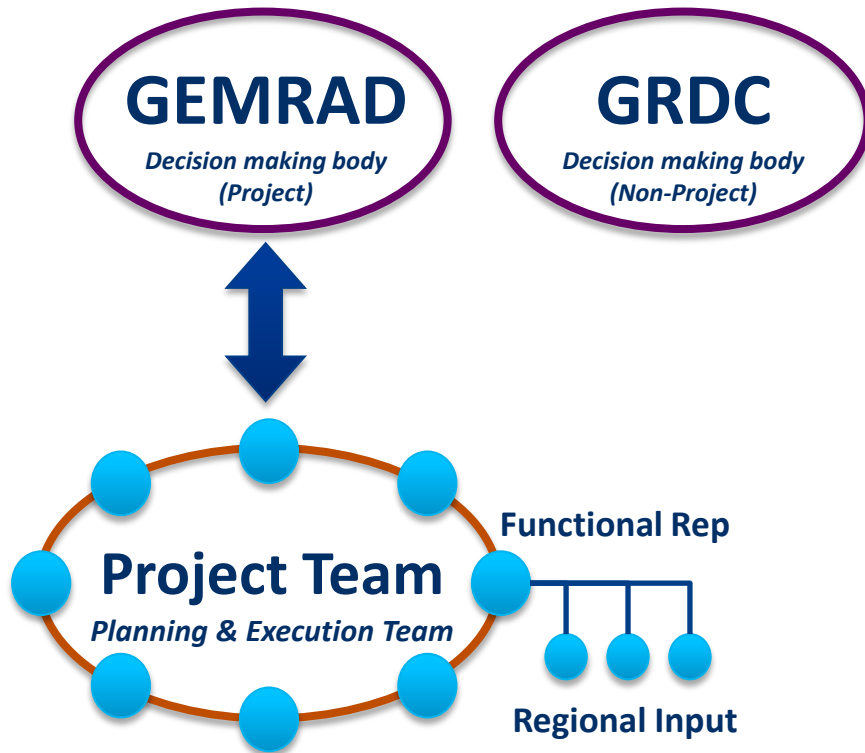 GEMRAD
Decision making body
(Project)
GRDC
Decision making body
(Non-Project)
Functional Rep
Project Team
Planning & Execution Team
Regional Input